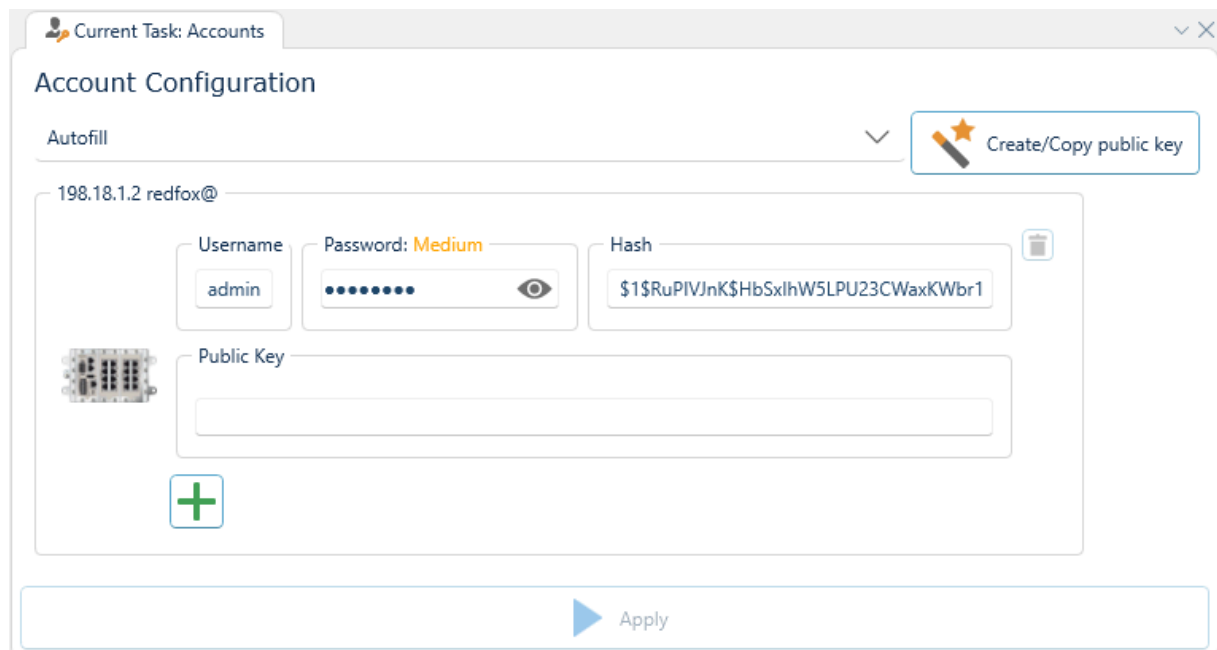 Current Task: Accounts
Account Configuration
Autofill
Create/Copy public key
198.18.1.2 redfox@
Username
Password: Medium
Hash
admin
••••••••
$1$RuPIVJnK$HbSxIhW5LPU23CWaxKWbr1
Public Key
Apply